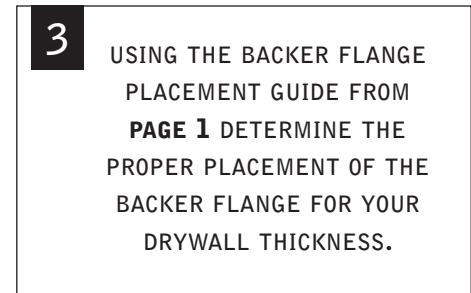 3
USING THE BACKER FLANGE
PLACEMENT GUIDE FROM
PAGE 1 DETERMINE THE
PROPER PLACEMENT OF THE
BACKER FLANGE FOR YOUR
DRYWALL THICKNESS.